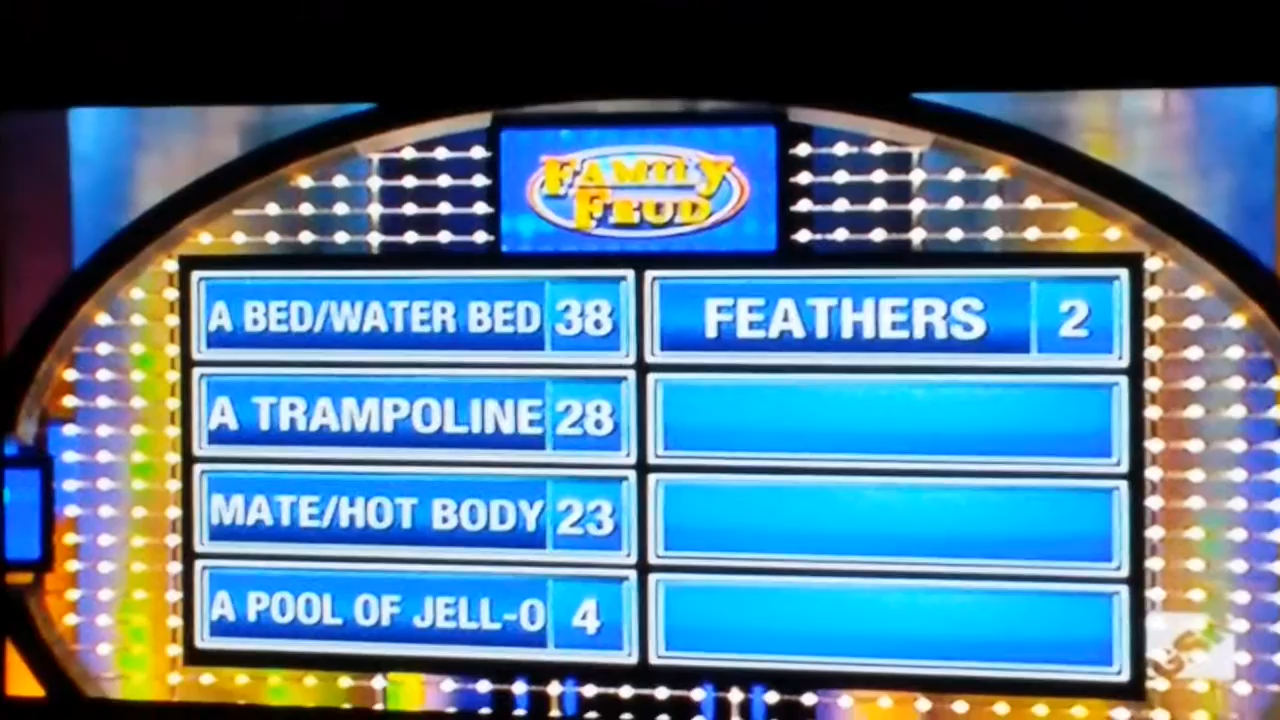 FAMILY
FEUD
A BED/WATER BED 38
A TRAMPOLINE 28
MATE/HOT BODY 23
A POOL OF JELL-O 4
FEATHERS 2